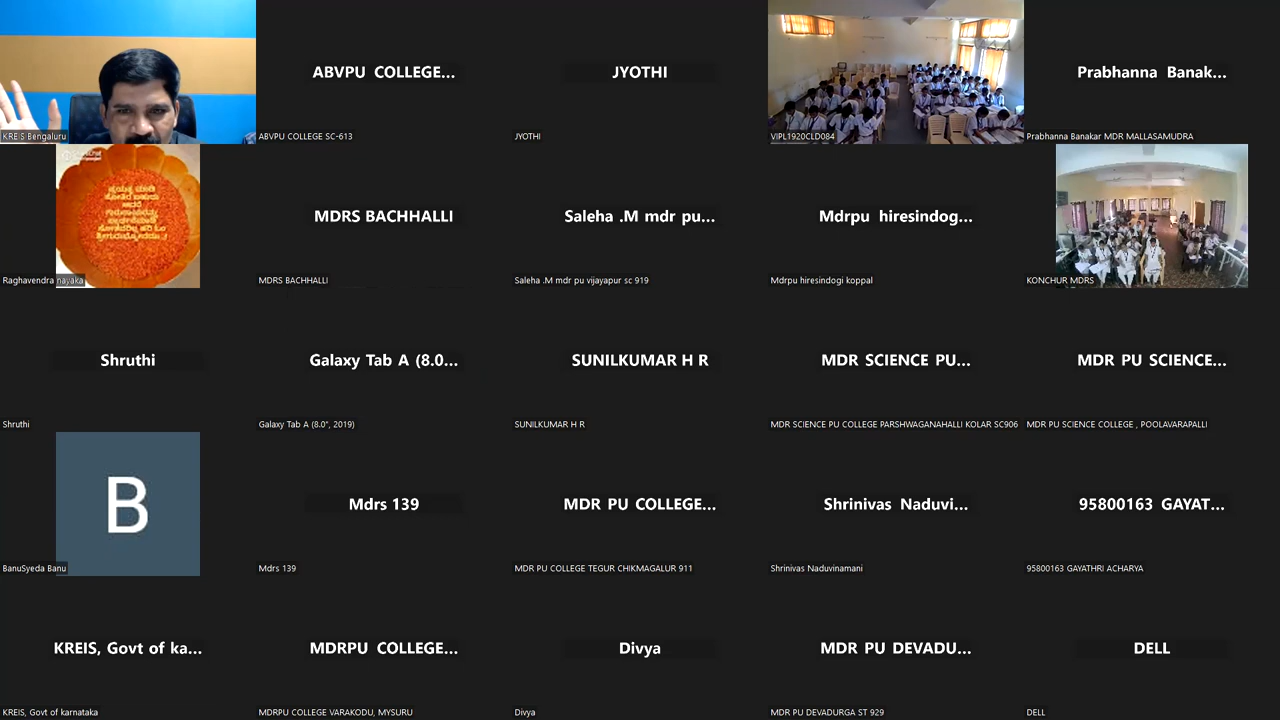 KREIS Bengaluru
ABVPU COLLEGE...
ABVPU COLLEGE SC-613
JYOTHI
JYOTHI
VIPL1920CLD084
Prabhanna Banak...
Prabhanna Banakar MDR MALLASAMUDRA
Raghavendra nayaka
MDRS BACHHALLI
MDRS BACHHALLI
Saleha .M mdr pu...
Saleha .M mdr pu vijayapur sc 919
Mdrpu hiresindog...
Mdrpu hiresindogi koppal
KONCHUR MDRS
Shruthi
Shruthi
Galaxy Tab A (8.0...
Galaxy Tab A (8.0", 2019)
SUNILKUMAR H R
SUNILKUMAR H R
MDR SCIENCE PU...
MDR SCIENCE PU COLLEGE PARSHWAGANAHALLI KOLAR SC906
MDR PU SCIENCE...
MDR PU SCIENCE COLLEGE , POOLAVARAPALLI
B
BanuSyeda Banu
Mdrs 139
Mdrs 139
MDR PU COLLEGE...
MDR PU COLLEGE TEGUR CHIKMAGALUR 911
Shrinivas Naduvi...
Shrinivas Naduvinamani
95800163 GAYAT...
95800163 GAYATHRI ACHARYA
KREIS, Govt of ka...
KREIS, Govt of karnataka
MDRPU COLLEGE...
MDRPU COLLEGE VARAKODU, MYSURU
Divya
Divya
MDR PU DEVADU...
MDR PU DEVADURGA ST 929
DELL
DELL